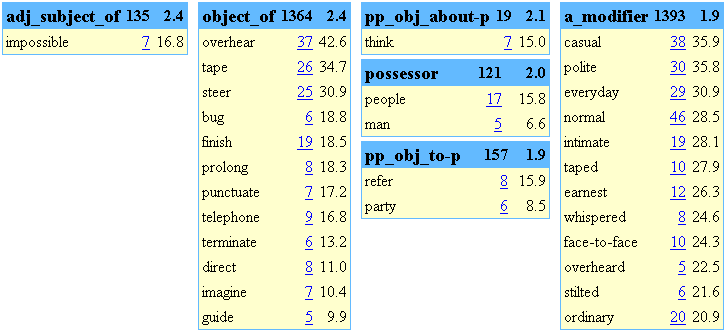 adj_subject_of 135 2.4
impossible 7 16.8
object_of 1364 2.4
overhear 37 42.6
tape 26 34.7
steer 25 30.9
bug 6 18.8
finish 19 18.5
prolong 8 18.3
punctuate 7 17.2
telephone 9 16.8
terminate 6 13.2
direct 8 11.0
imagine 7 10.4
guide 5 9.9
pp_obj_about-p 19 2.1
think 7 15.0
possessor 121 2.0
people 17 15.8
man 5 6.6
pp_obj_to-p 157 1.9
refer 8 15.9
party 6 8.5
a_modifier 1393 1.9
casual 38 35.9
polite 30 35.8
everyday 29 30.9
normal 46 28.5
intimate 19 28.1
taped 10 27.9
earnest 12 26.3
whispered 8 24.6
face-to-face 10 24.3
overheard 5 22.5
stilted 6 21.6
ordinary 20 20.9